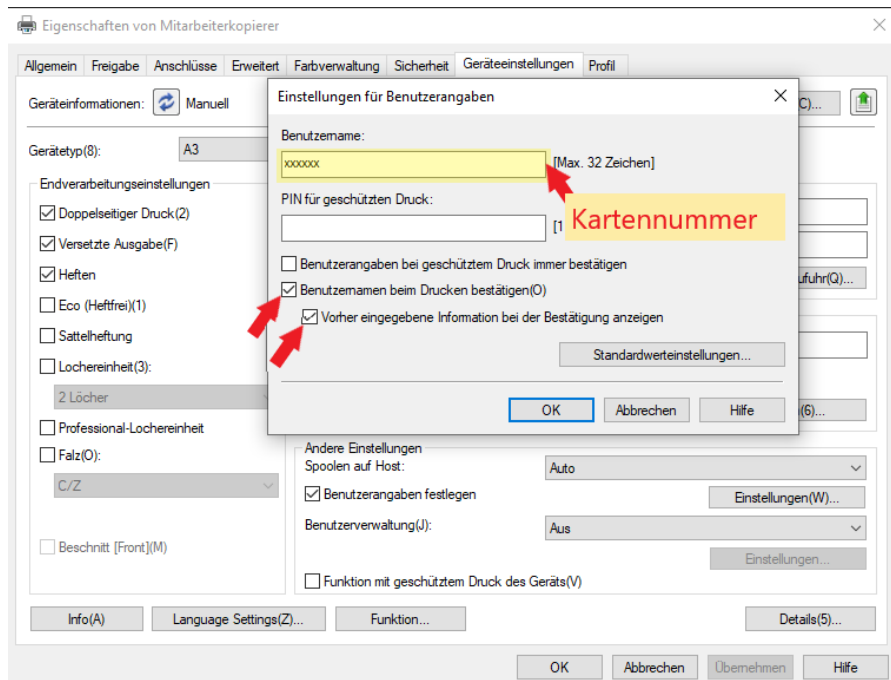 Eigenschaften von Mitarbeiterkopierer
Allgemein Freigabe Anschlüsse Erweitert Farbverwaltung Sicherheit Geräteeinstellungen Profil
Geräteinformationen: Manuell
C)...
Gerätetyp(8): A3
Endverarbeitungseinstellungen
Doppelseitiger Druck(2)
Versetzte Ausgabe(F)
Heften
Eco (Heftfrei)(1)
Sattelheftung
Lochereinheit(3):
2 Löcher
Professional-Lochereinheit
Falz(O):
C/Z
Beschnitt [Front](M)
Einstellungen für Benutzerangaben
Benutzername:
xxxxxx [Max. 32 Zeichen]
PIN für geschützten Druck:
[1
Kartennummer
Benutzerangaben bei geschütztem Druck immer bestätigen
Benutzernamen beim Drucken bestätigen(O)
Vorher eingegebene Information bei der Bestätigung anzeigen
Standardwerteinstellungen...
OK Abbrechen Hilfe
ufuhr(Q)...
(6)...
Andere Einstellungen
Spoolen auf Host: Auto
Benutzerangaben festlegen Einstellungen(W)...
Benutzerverwaltung(J): Aus
Einstellungen...
Funktion mit geschütztem Druck des Geräts(V)
Info(A) Language Settings(Z)... Funktion... Details(5)...
OK Abbrechen Übernehmen Hilfe